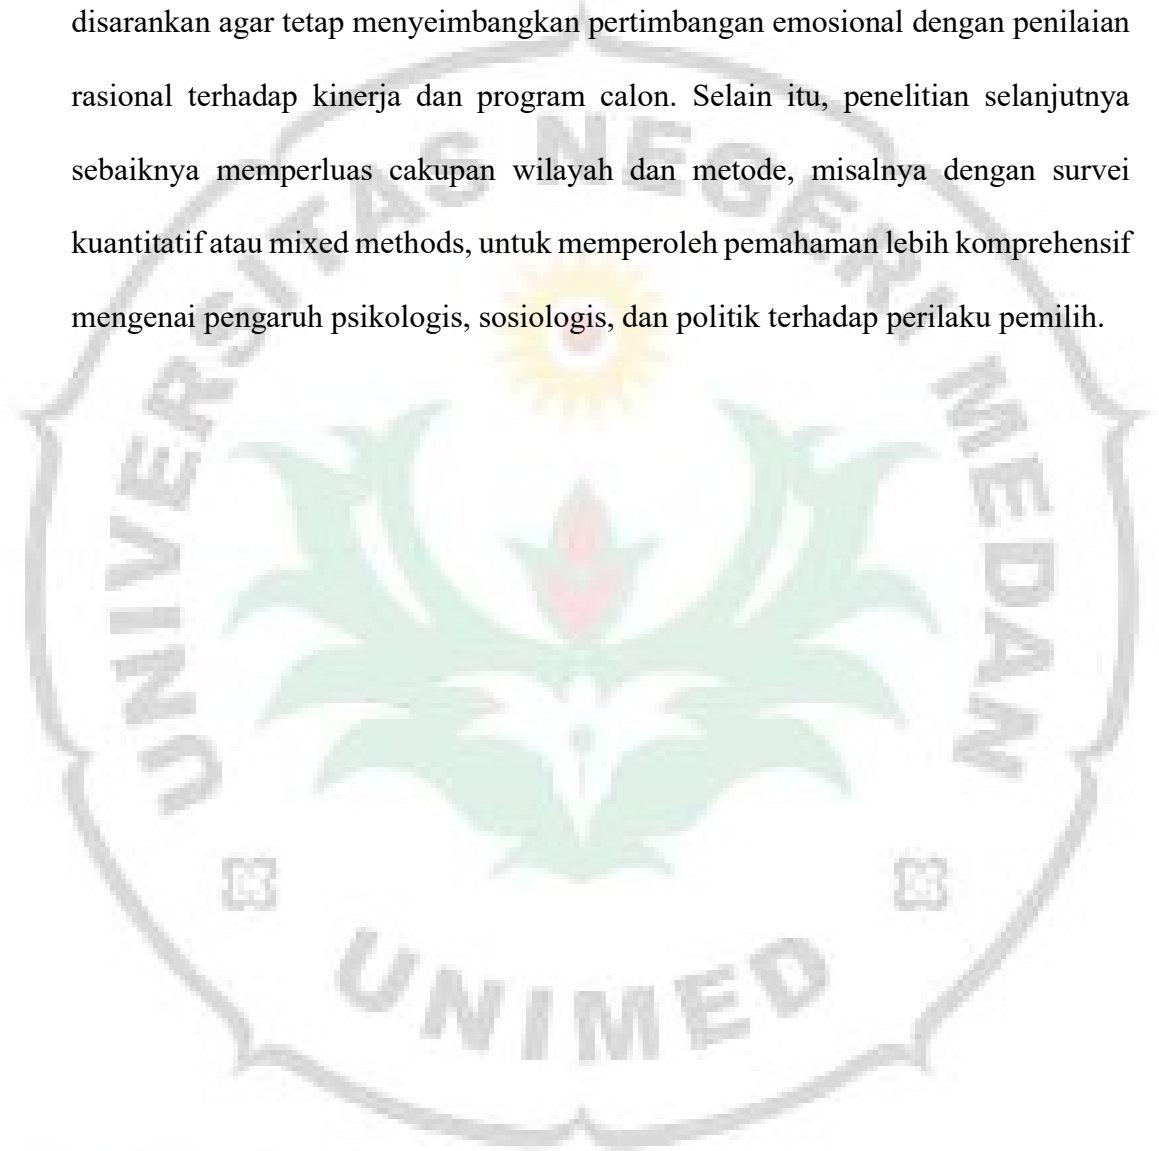 disarankan agar tetap menyeimbangkan pertimbangan emosional dengan penilaian
rasional terhadap kinerja dan program calon. Selain itu, penelitian selanjutnya
sebaiknya memperluas cakupan wilayah dan metode, misalnya dengan survei
kuantitatif atau mixed methods, untuk memperoleh pemahaman lebih komprehensif
mengenai pengaruh psikologis, sosiologis, dan politik terhadap perilaku pemilih.
UNIVERSITAS NEGERI MEDAN
UNIMED